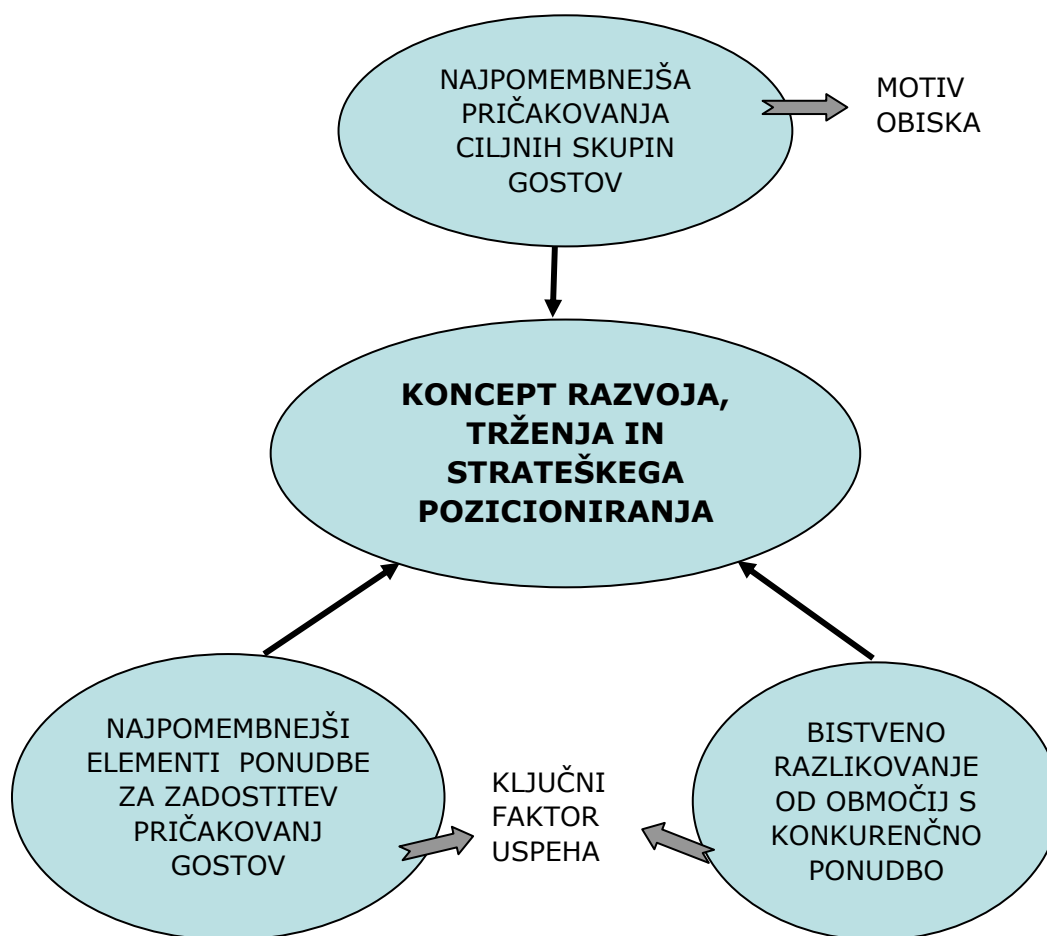 NAJPOMEMBNEJŠA
PRIČAKOVANJA
CILJNIH SKUPIN
GOSTOV
MOTIV
OBISKA
KONCEPT RAZVOJA,
TRŽENJA IN
STRATEŠKEGA
POZICIONIRANJA
NAJPOMEMBNEJŠI
ELEMENTI PONUDBE
ZA ZADOSTITEV
PRIČAKOVANJ
GOSTOV
KLJUČNI
FAKTOR
USPEHA
BISTVENO
RAZLIKOVANJE
OD OBMOČIJ S
KONKURENČNO
PONUDBO